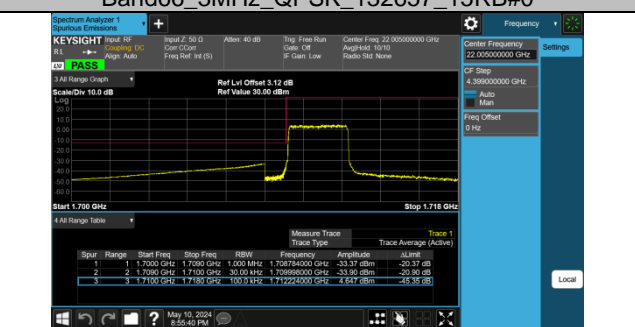 Band66_3MHz_QPSK_132657_15RB#0
Spectrum Analyzer 1
Spurious Emissions
Frequency
KEYSIGHT
Input: RF
Input Z: 50 Ω
Atten: 40 dB
Trig: Free Run
Center Freq: 22.005000000 GHz
RL
Coupling: DC
Corr CCorr
Gate: Off
Avg|Hold: 10/10
Align: Auto
Freq Ref: Int (S)
IF Gain: Low
Radio Std: None
PASS
Center Frequency
22.005000000 GHz
Settings
CF Step
4.399000000 GHz
Auto
Man
Freq Offset
0 Hz
3 All Range Graph
Ref Lvl Offset 3.12 dB
Scale/Div 10.0 dB
Ref Value 30.00 dBm
Log
20.0
10.0
0.00
-10.0
-20.0
-30.0
-40.0
-50.0
-60.0
Start 1.700 GHz
Stop 1.718 GHz
4 All Range Table
Measure Trace
Trace 1
Trace Type
Trace Average (Active)
Spur Range Start Freq Stop Freq RBW Frequency Amplitude ΔLimit
1 1 1.7000 GHz 1.7090 GHz 1.000 MHz 1.708784000 GHz -33.37 dBm -20.37 dB
2 2 1.7090 GHz 1.7100 GHz 30.00 kHz 1.709998000 GHz -33.90 dBm -20.90 dB
3 3 1.7100 GHz 1.7180 GHz 100.0 kHz 1.712224000 GHz 4.647 dBm -45.35 dB
Local
May 10, 2024
8:55:40 PM